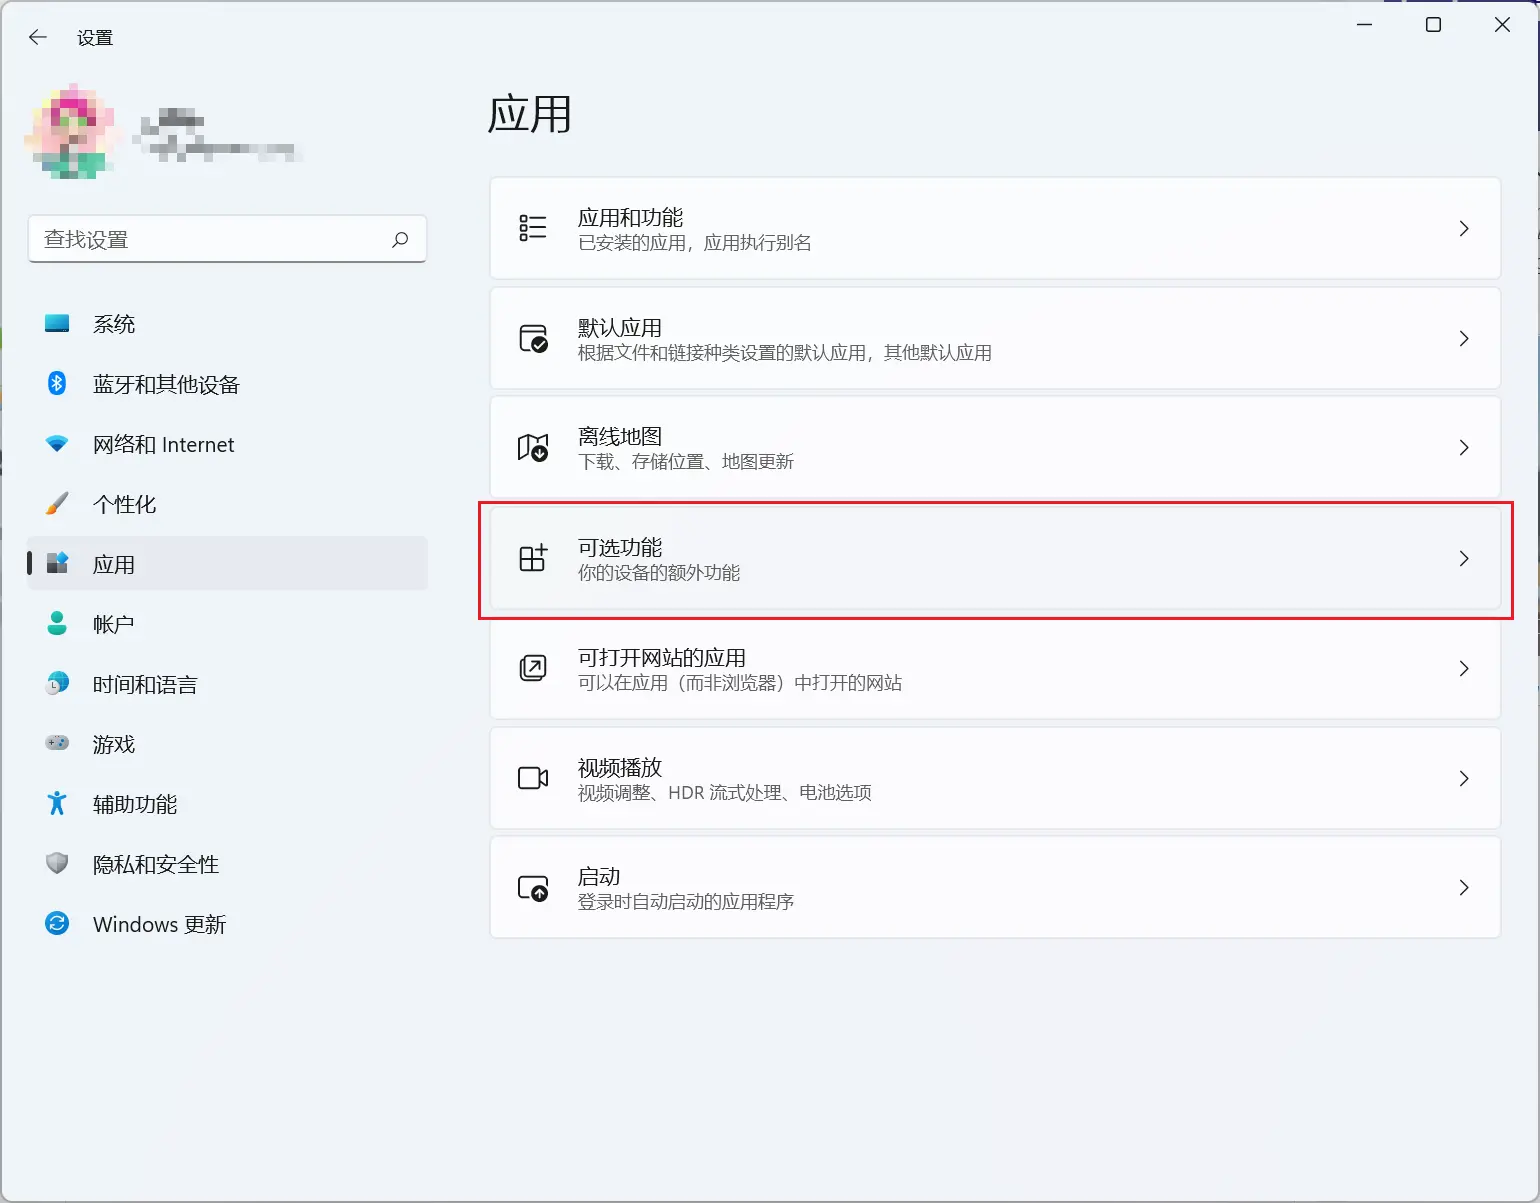 设置
查找设置
系统
蓝牙和其他设备
网络和 Internet
个性化
应用
帐户
时间和语言
游戏
辅助功能
隐私和安全性
Windows 更新
应用
应用和功能
已安装的应用，应用执行别名
默认应用
根据文件和链接种类设置的默认应用，其他默认应用
离线地图
下载、存储位置、地图更新
可选功能
你的设备的额外功能
可打开网站的应用
可以在应用（而非浏览器）中打开的网站
视频播放
视频调整、HDR 流式处理、电池选项
启动
登录时自动启动的应用程序